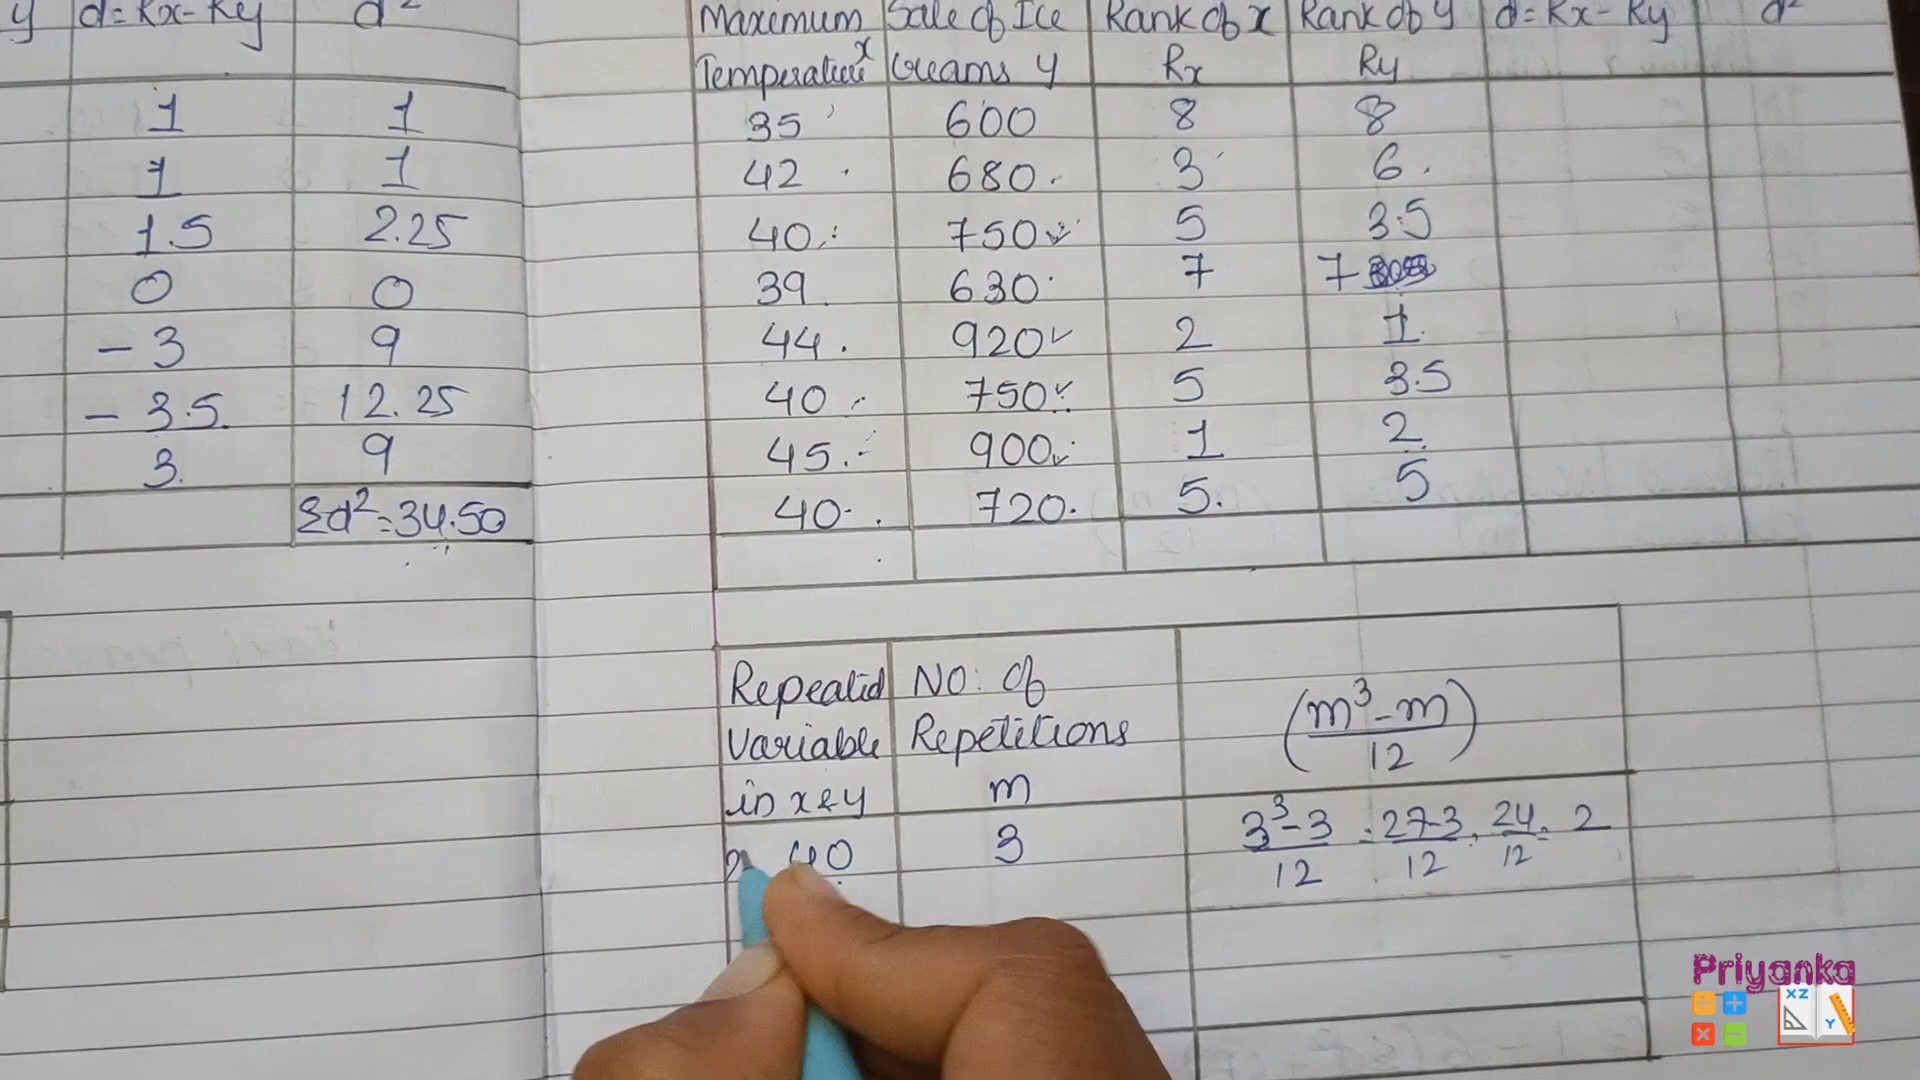 y d=Rx-Ry d²
1 1
1 1
1.5 2.25
0 0
-3 9
-3.5 12.25
3 9
Σd²=34.50
Maximum Sale of Ice Rank of x Rank of y d=Rx-Ry d²
Temperature x Creams y Rx Ry
35 600 8 8
42 680 3 6
40 750 5 3.5
39 630 7 7
44 920 2 1
40 750 5 3.5
45 900 1 2
40 720 5 5
Repeated No: of
Variable Repetitions (m³-m)/12
in x & y m
x 40 3 3³-3/12 = 27-3/12 = 24/12 = 2
Priyanka
XZ
Y